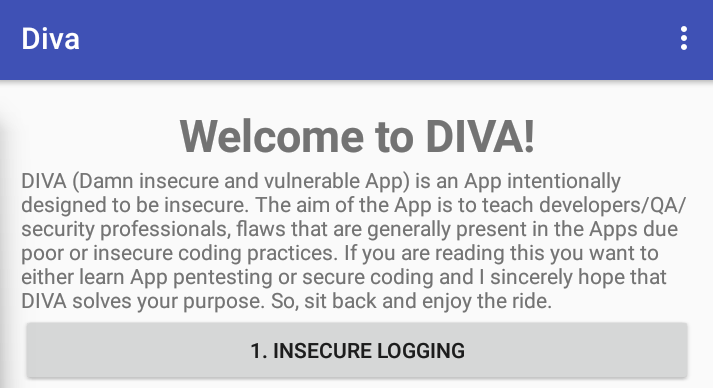 Diva
Welcome to DIVA!
DIVA (Damn insecure and vulnerable App) is an App intentionally
designed to be insecure. The aim of the App is to teach developers/QA/
security professionals, flaws that are generally present in the Apps due
poor or insecure coding practices. If you are reading this you want to
either learn App pentesting or secure coding and I sincerely hope that
DIVA solves your purpose. So, sit back and enjoy the ride.
1. INSECURE LOGGING